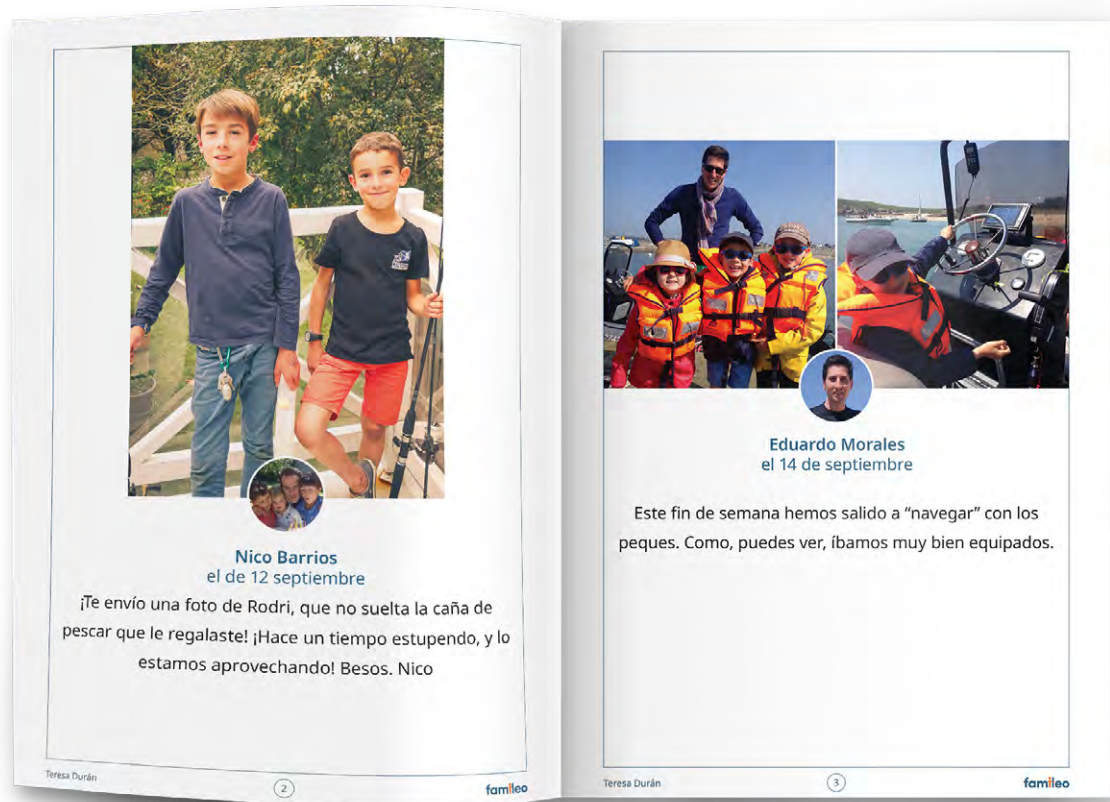 Nico Barrios
el de 12 septiembre
¡Te envío una foto de Rodri, que no suelta la caña de
pescar que le regalaste! ¡Hace un tiempo estupendo, y lo
estamos aprovechando! Besos. Nico
Teresa Durán
2
famileo
Eduardo Morales
el 14 de septiembre
Este fin de semana hemos salido a “navegar” con los
peques. Como, puedes ver, íbamos muy bien equipados.
Teresa Durán
3
famileo